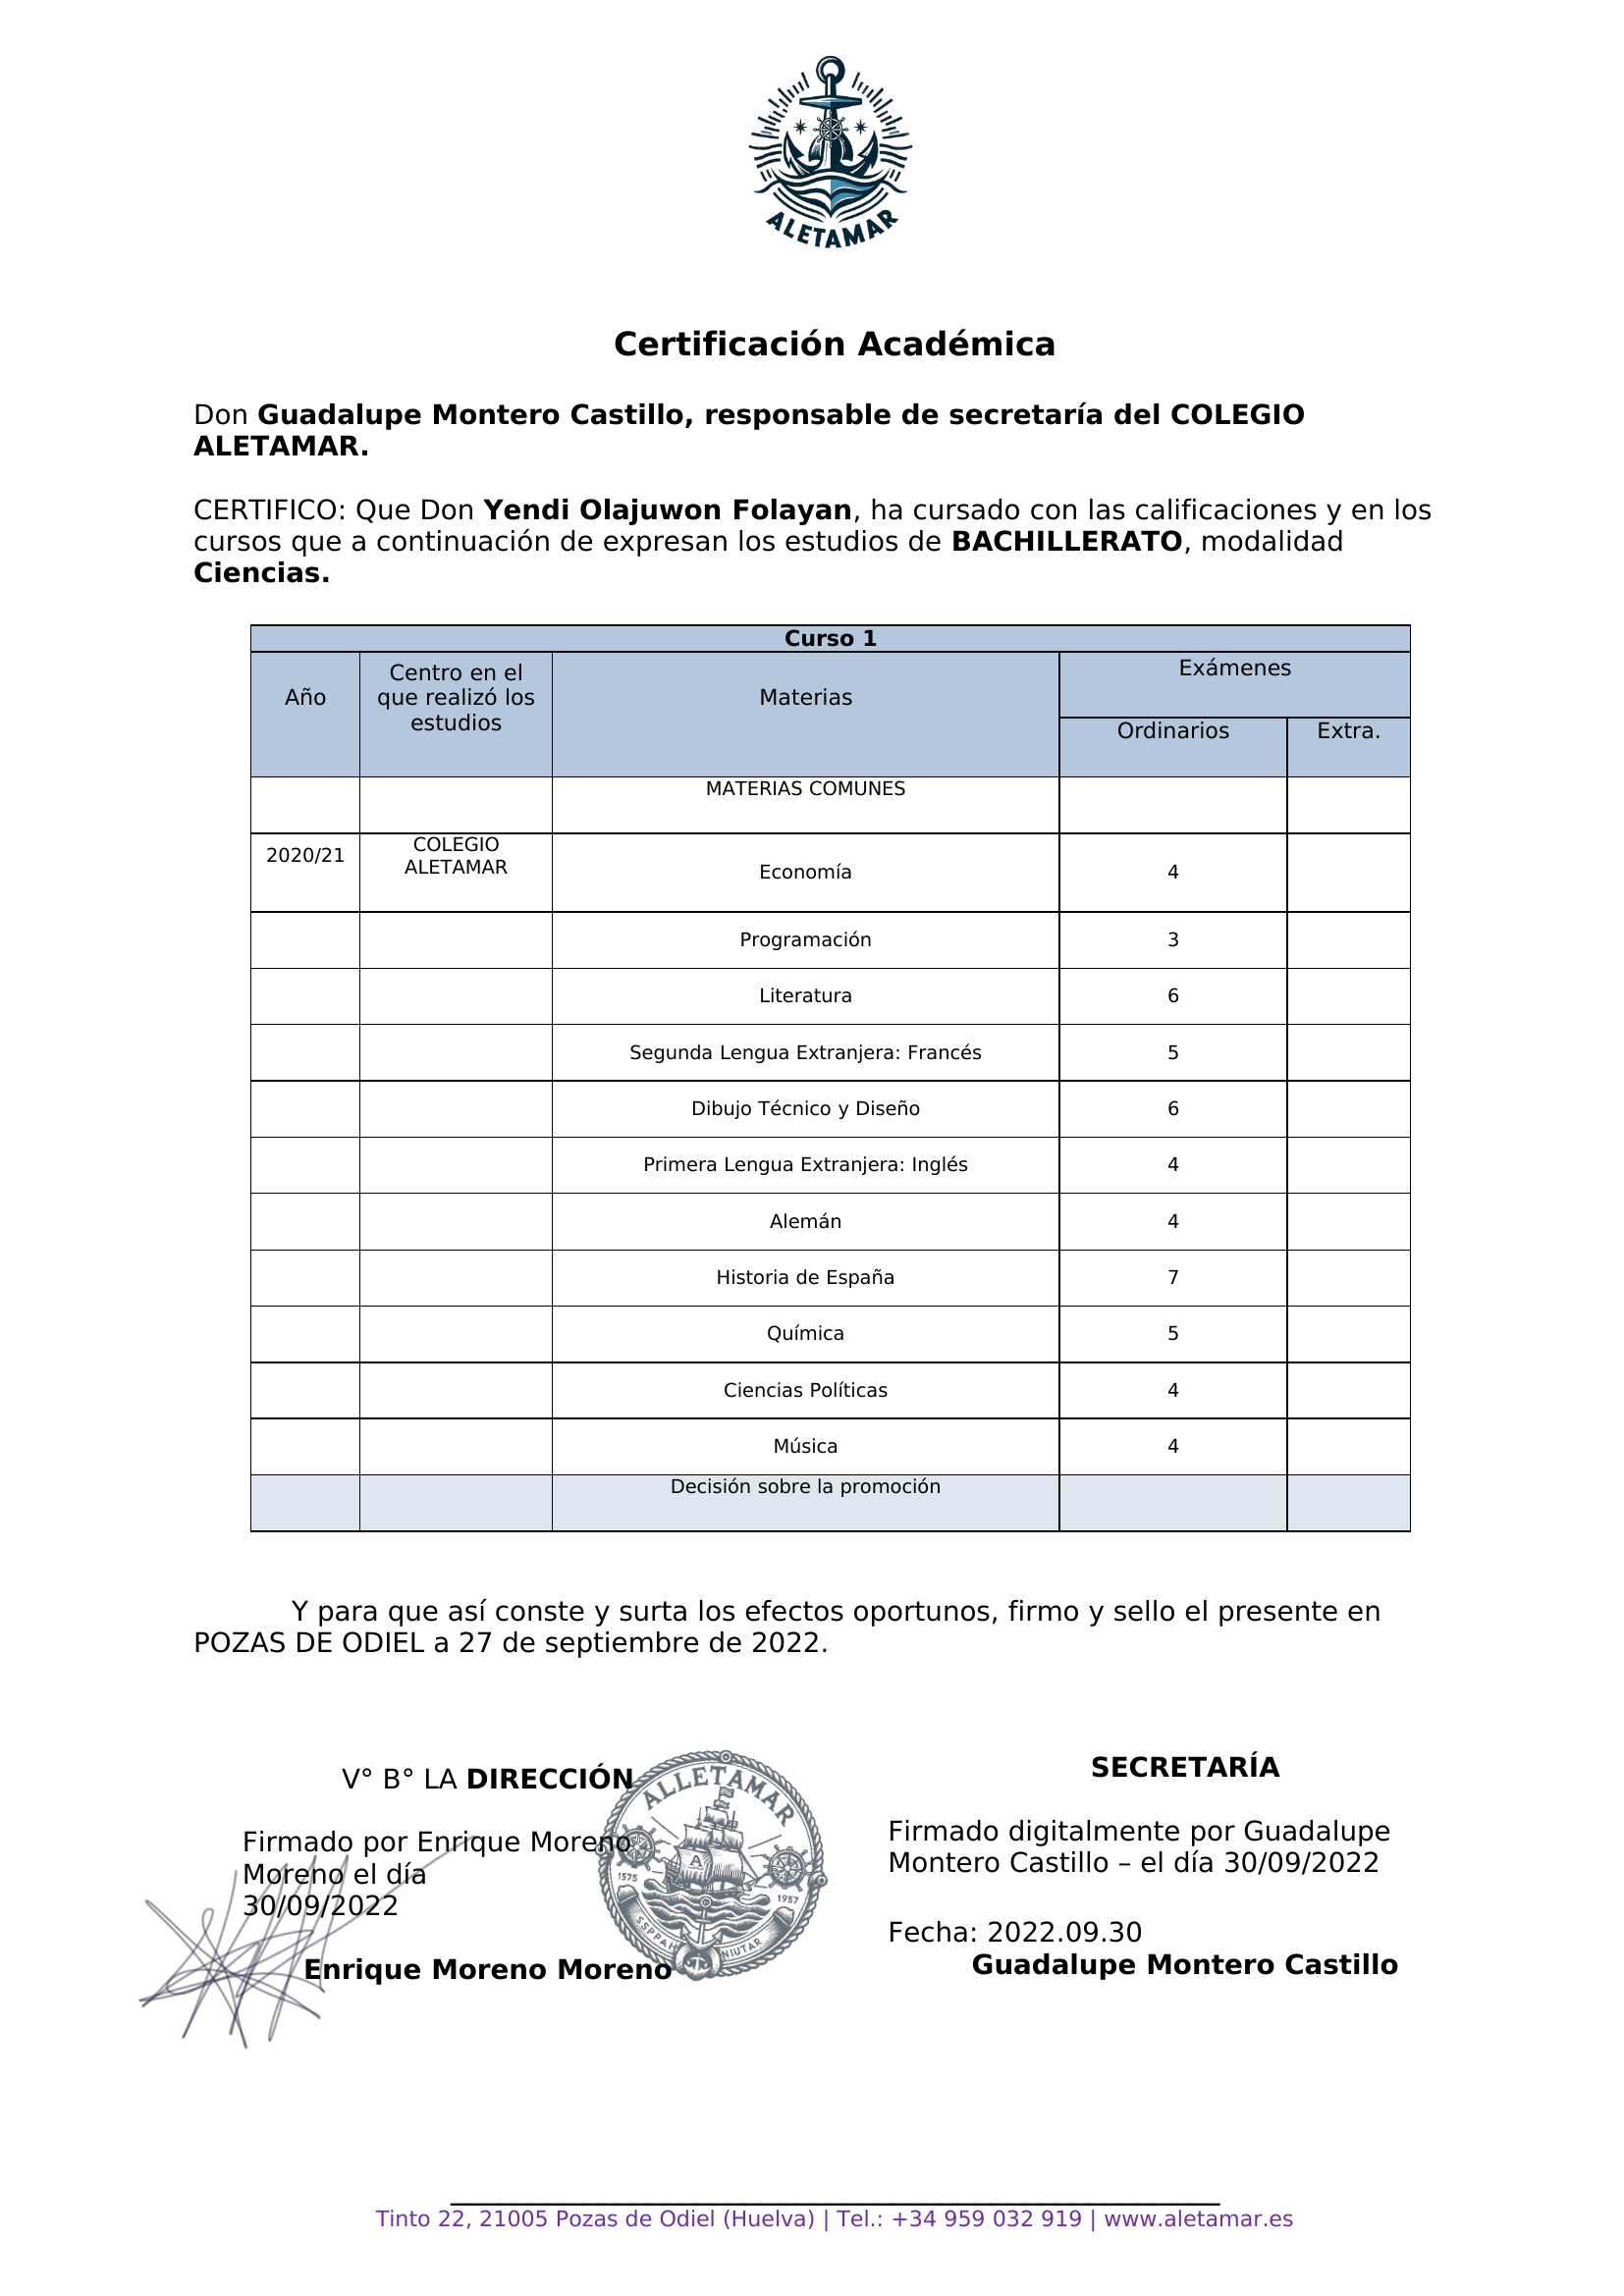 ALETAMAR
Certificación Académica
Don Guadalupe Montero Castillo, responsable de secretaría del COLEGIO
ALETAMAR.
CERTIFICO: Que Don Yendi Olajuwon Folayan, ha cursado con las calificaciones y en los
cursos que a continuación de expresan los estudios de BACHILLERATO, modalidad
Ciencias.
Curso 1
Año
Centro en el
que realizó los
estudios
Materias
Exámenes
Ordinarios Extra.
MATERIAS COMUNES
2020/21
COLEGIO
ALETAMAR
Economía 4
Programación 3
Literatura 6
Segunda Lengua Extranjera: Francés 5
Dibujo Técnico y Diseño 6
Primera Lengua Extranjera: Inglés 4
Alemán 4
Historia de España 7
Química 5
Ciencias Políticas 4
Música 4
Decisión sobre la promoción
Y para que así conste y surta los efectos oportunos, firmo y sello el presente en
POZAS DE ODIEL a 27 de septiembre de 2022.
V° B° LA DIRECCIÓN
Firmado por Enrique Moreno
Moreno el día
30/09/2022
Enrique Moreno Moreno
ALLETAMAR
A
1575 1957
SECRETARÍA
Firmado digitalmente por Guadalupe
Montero Castillo – el día 30/09/2022
Fecha: 2022.09.30
Guadalupe Montero Castillo
Tinto 22, 21005 Pozas de Odiel (Huelva) | Tel.: +34 959 032 919 | www.aletamar.es